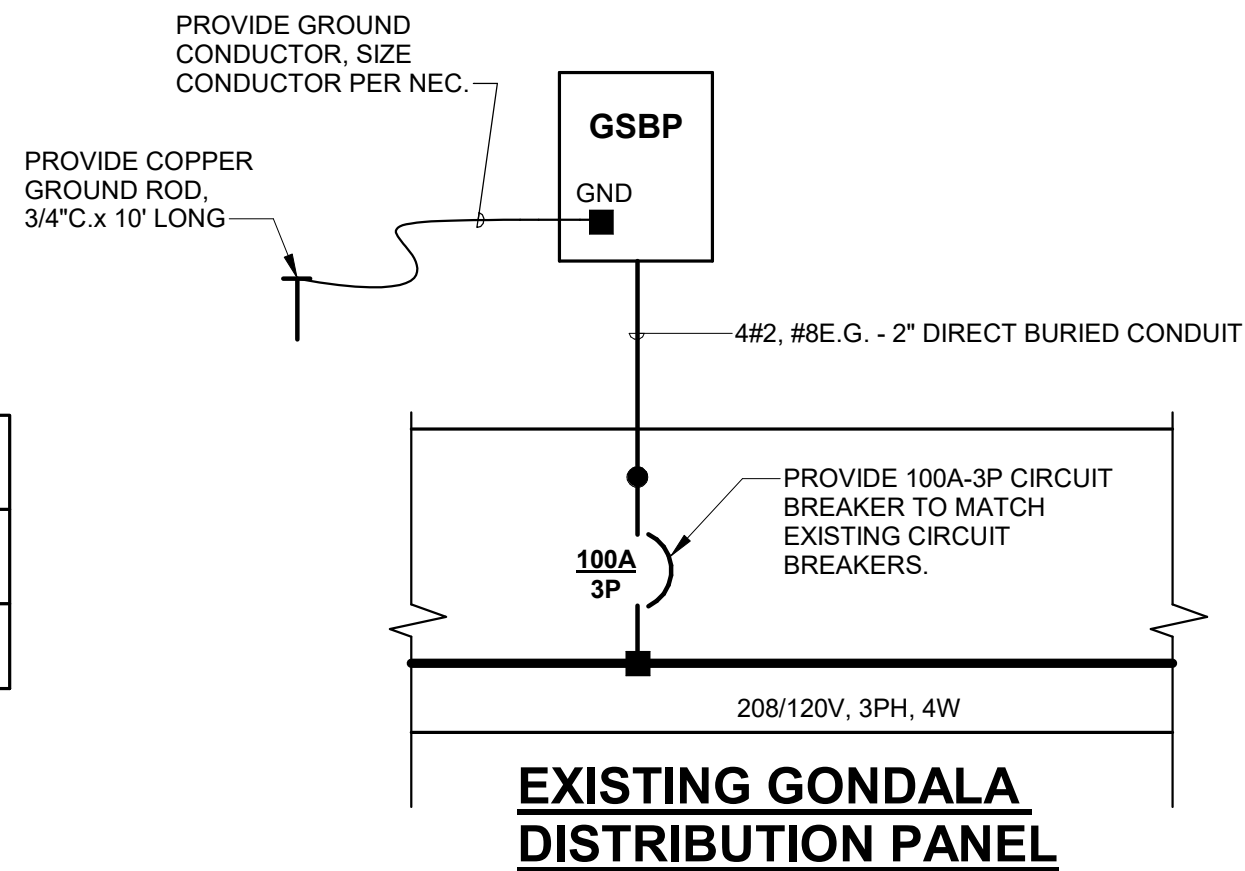 PROVIDE GROUND
CONDUCTOR, SIZE
CONDUCTOR PER NEC.
GSBP
PROVIDE COPPER
GROUND ROD,
3/4"C.x 10' LONG
GND
4#2, #8E.G. - 2" DIRECT BURIED CONDUIT
PROVIDE 100A-3P CIRCUIT
BREAKER TO MATCH
EXISTING CIRCUIT
BREAKERS.
100A
3P
208/120V, 3PH, 4W
EXISTING GONDALA
DISTRIBUTION PANEL